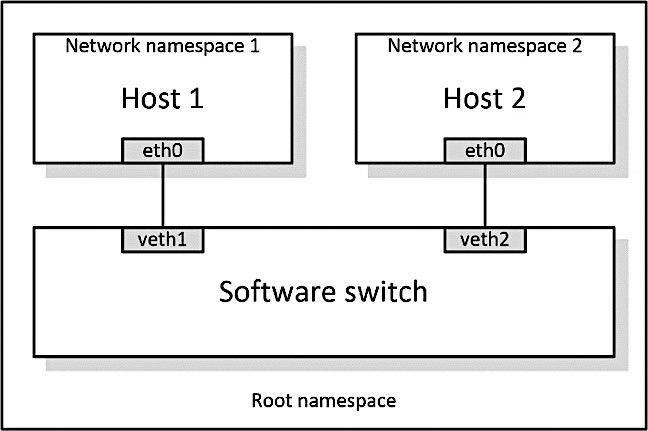 Network namespace 1
Host 1
eth0
Network namespace 2
Host 2
eth0
veth1
veth2
Software switch
Root namespace